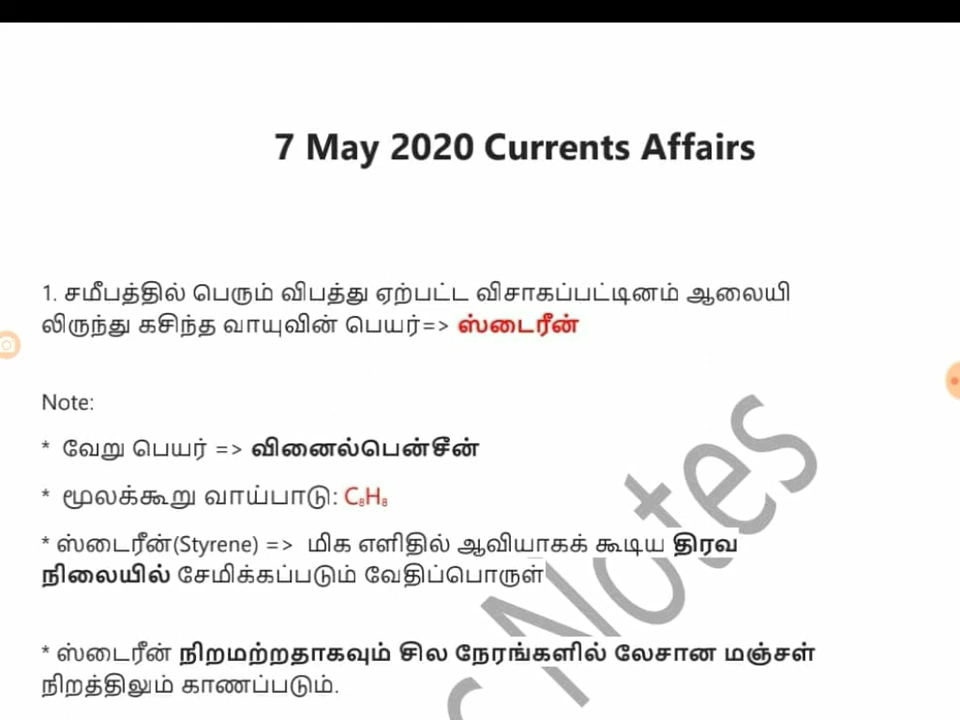 7 May 2020 Currents Affairs
1. சமீபத்தில் பெரும் விபத்து ஏற்பட்ட விசாகப்பட்டினம் ஆலையி
லிருந்து கசிந்த வாயுவின் பெயர்=> ஸ்டைரீன்
Note:
* வேறு பெயர் => வினைல்பென்சீன்
* மூலக்கூறு வாய்பாடு: C₈H₈
* ஸ்டைரீன்(Styrene) => மிக எளிதில் ஆவியாகக் கூடிய திரவ
நிலையில் சேமிக்கப்படும் வேதிப்பொருள்
* ஸ்டைரீன் நிறமற்றதாகவும் சில நேரங்களில் லேசான மஞ்சள்
நிறத்திலும் காணப்படும்.
Notes